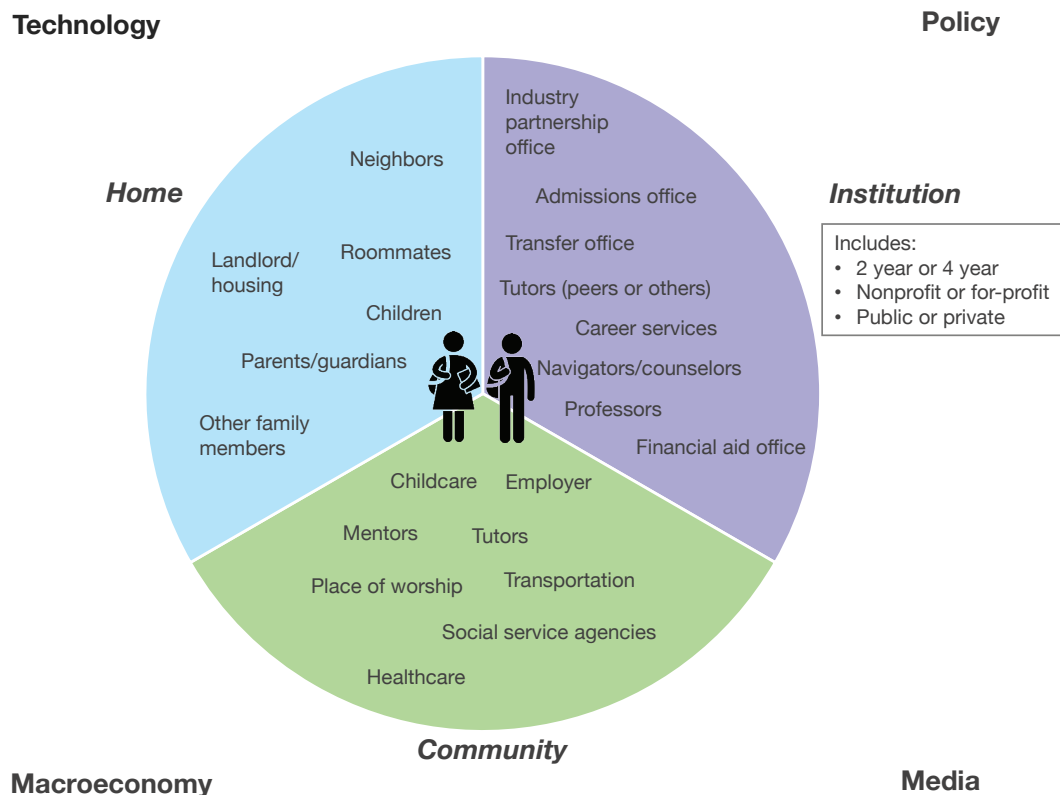 Technology
Policy
Home
Neighbors
Landlord/
housing
Roommates
Children
Parents/guardians
Other family
members
Industry
partnership
office
Admissions office
Transfer office
Tutors (peers or others)
Career services
Navigators/counselors
Professors
Financial aid office
Institution
Includes:
• 2 year or 4 year
• Nonprofit or for-profit
• Public or private
Childcare
Employer
Mentors
Tutors
Place of worship
Transportation
Social service agencies
Healthcare
Community
Macroeconomy
Media